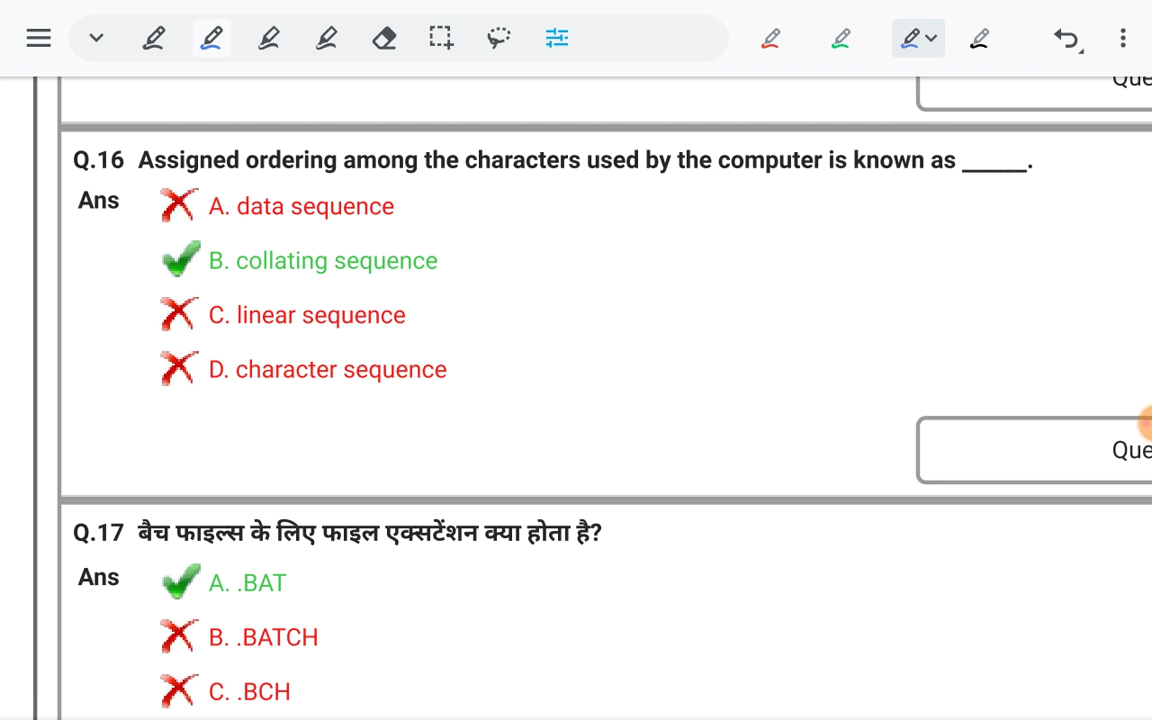 Que
Q.16 Assigned ordering among the characters used by the computer is known as ______.
Ans A. data sequence
B. collating sequence
C. linear sequence
D. character sequence
Que
Q.17 बैच फाइल्स के लिए फाइल एक्सटेंशन क्या होता है?
Ans A. .BAT
B. .BATCH
C. .BCH